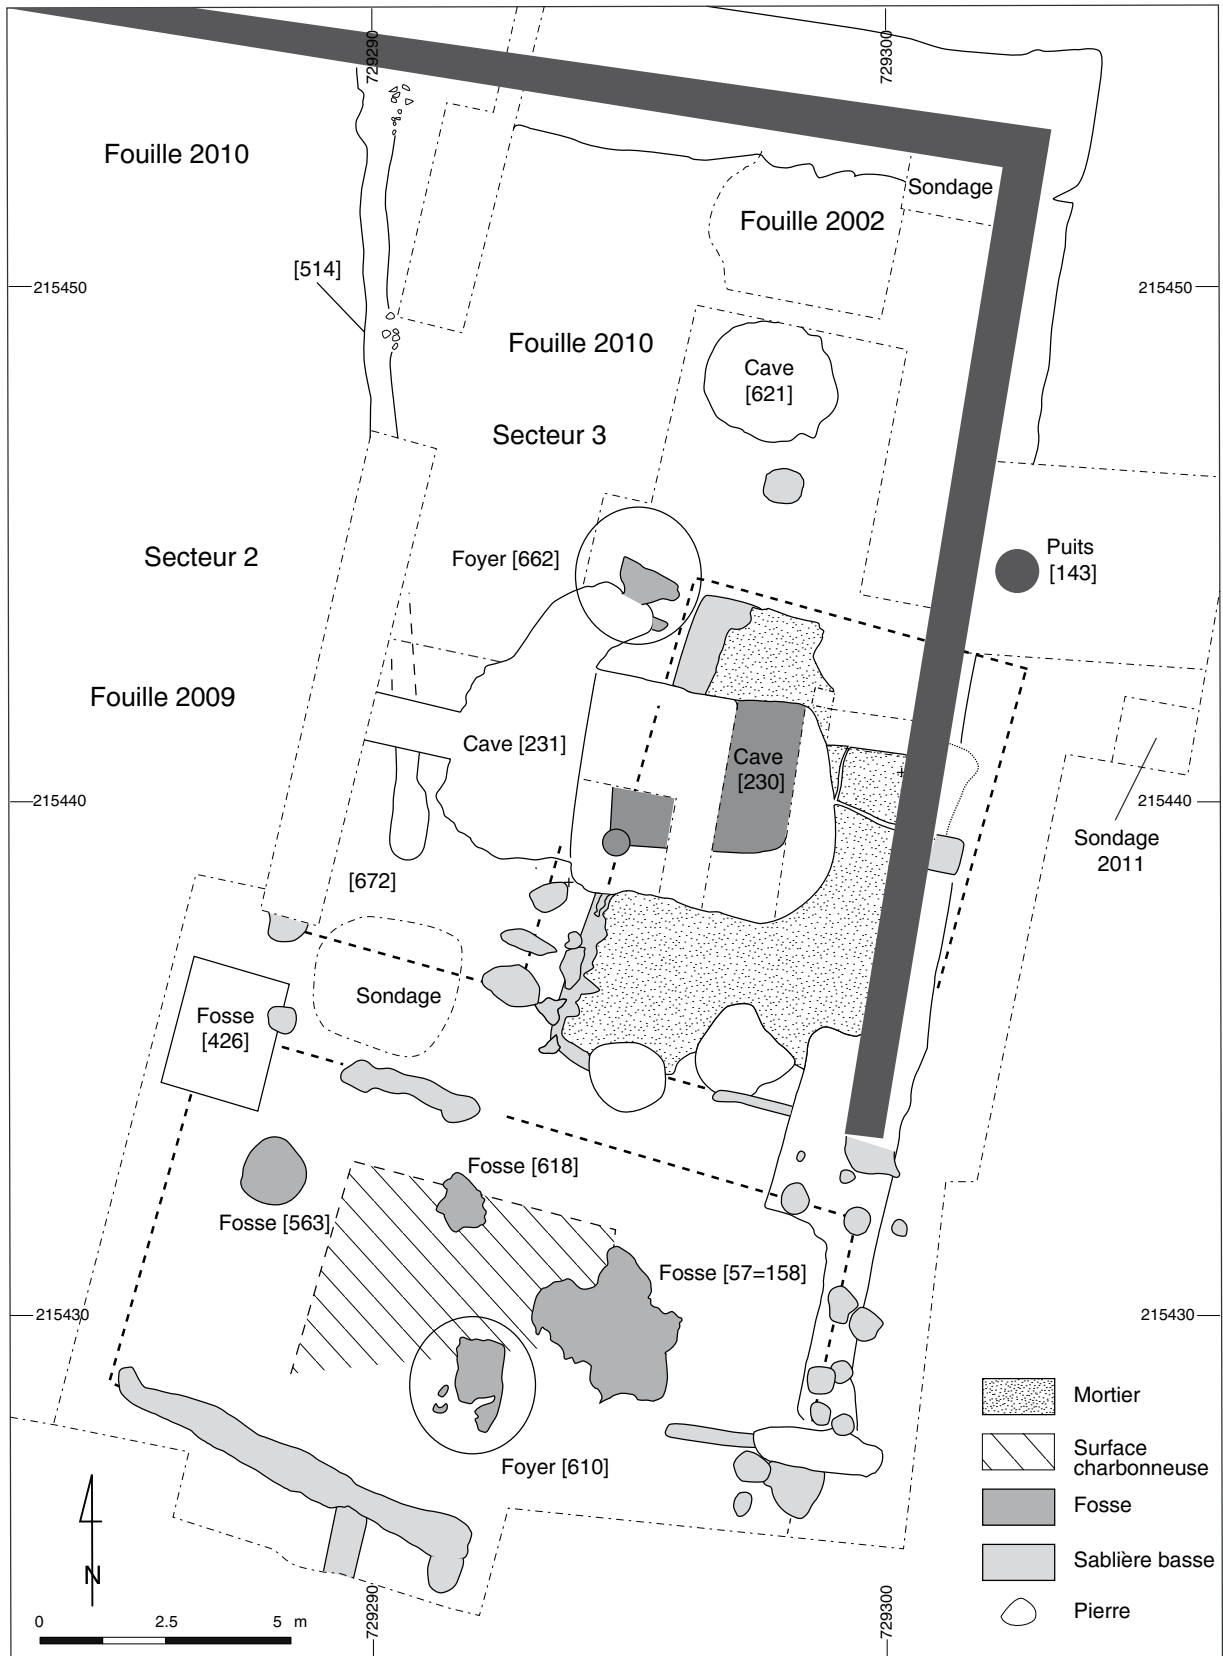 729290
729300
Fouille 2010
Sondage
Fouille 2002
[514]
215450
215450
Fouille 2010
Cave
[621]
Secteur 3
Secteur 2
Foyer [662]
Puits
[143]
Fouille 2009
Cave [231]
Cave
[230]
215440
215440
Sondage
2011
[672]
Sondage
Fosse
[426]
Fosse [618]
Fosse [563]
Fosse [57=158]
215430
215430
Foyer [610]
Mortier
Surface
charbonneuse
Fosse
Sablière basse
Pierre
N
0 2.5 5 m
729290
729300